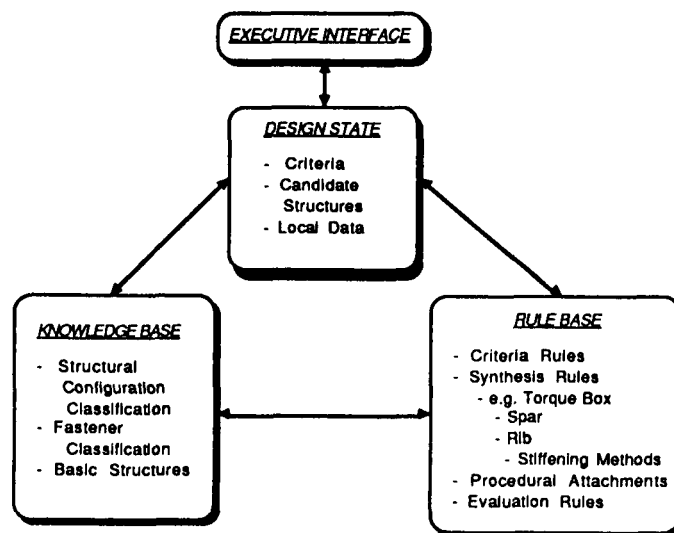 EXECUTIVE INTERFACE
DESIGN STATE
- Criteria
- Candidate
Structures
- Local Data
KNOWLEDGE BASE
- Structural
Configuration
Classification
- Fastener
Classification
- Basic Structures
RULE BASE
- Criteria Rules
- Synthesis Rules
- e.g. Torque Box
- Spar
- Rib
- Stiffening Methods
- Procedural Attachments
- Evaluation Rules